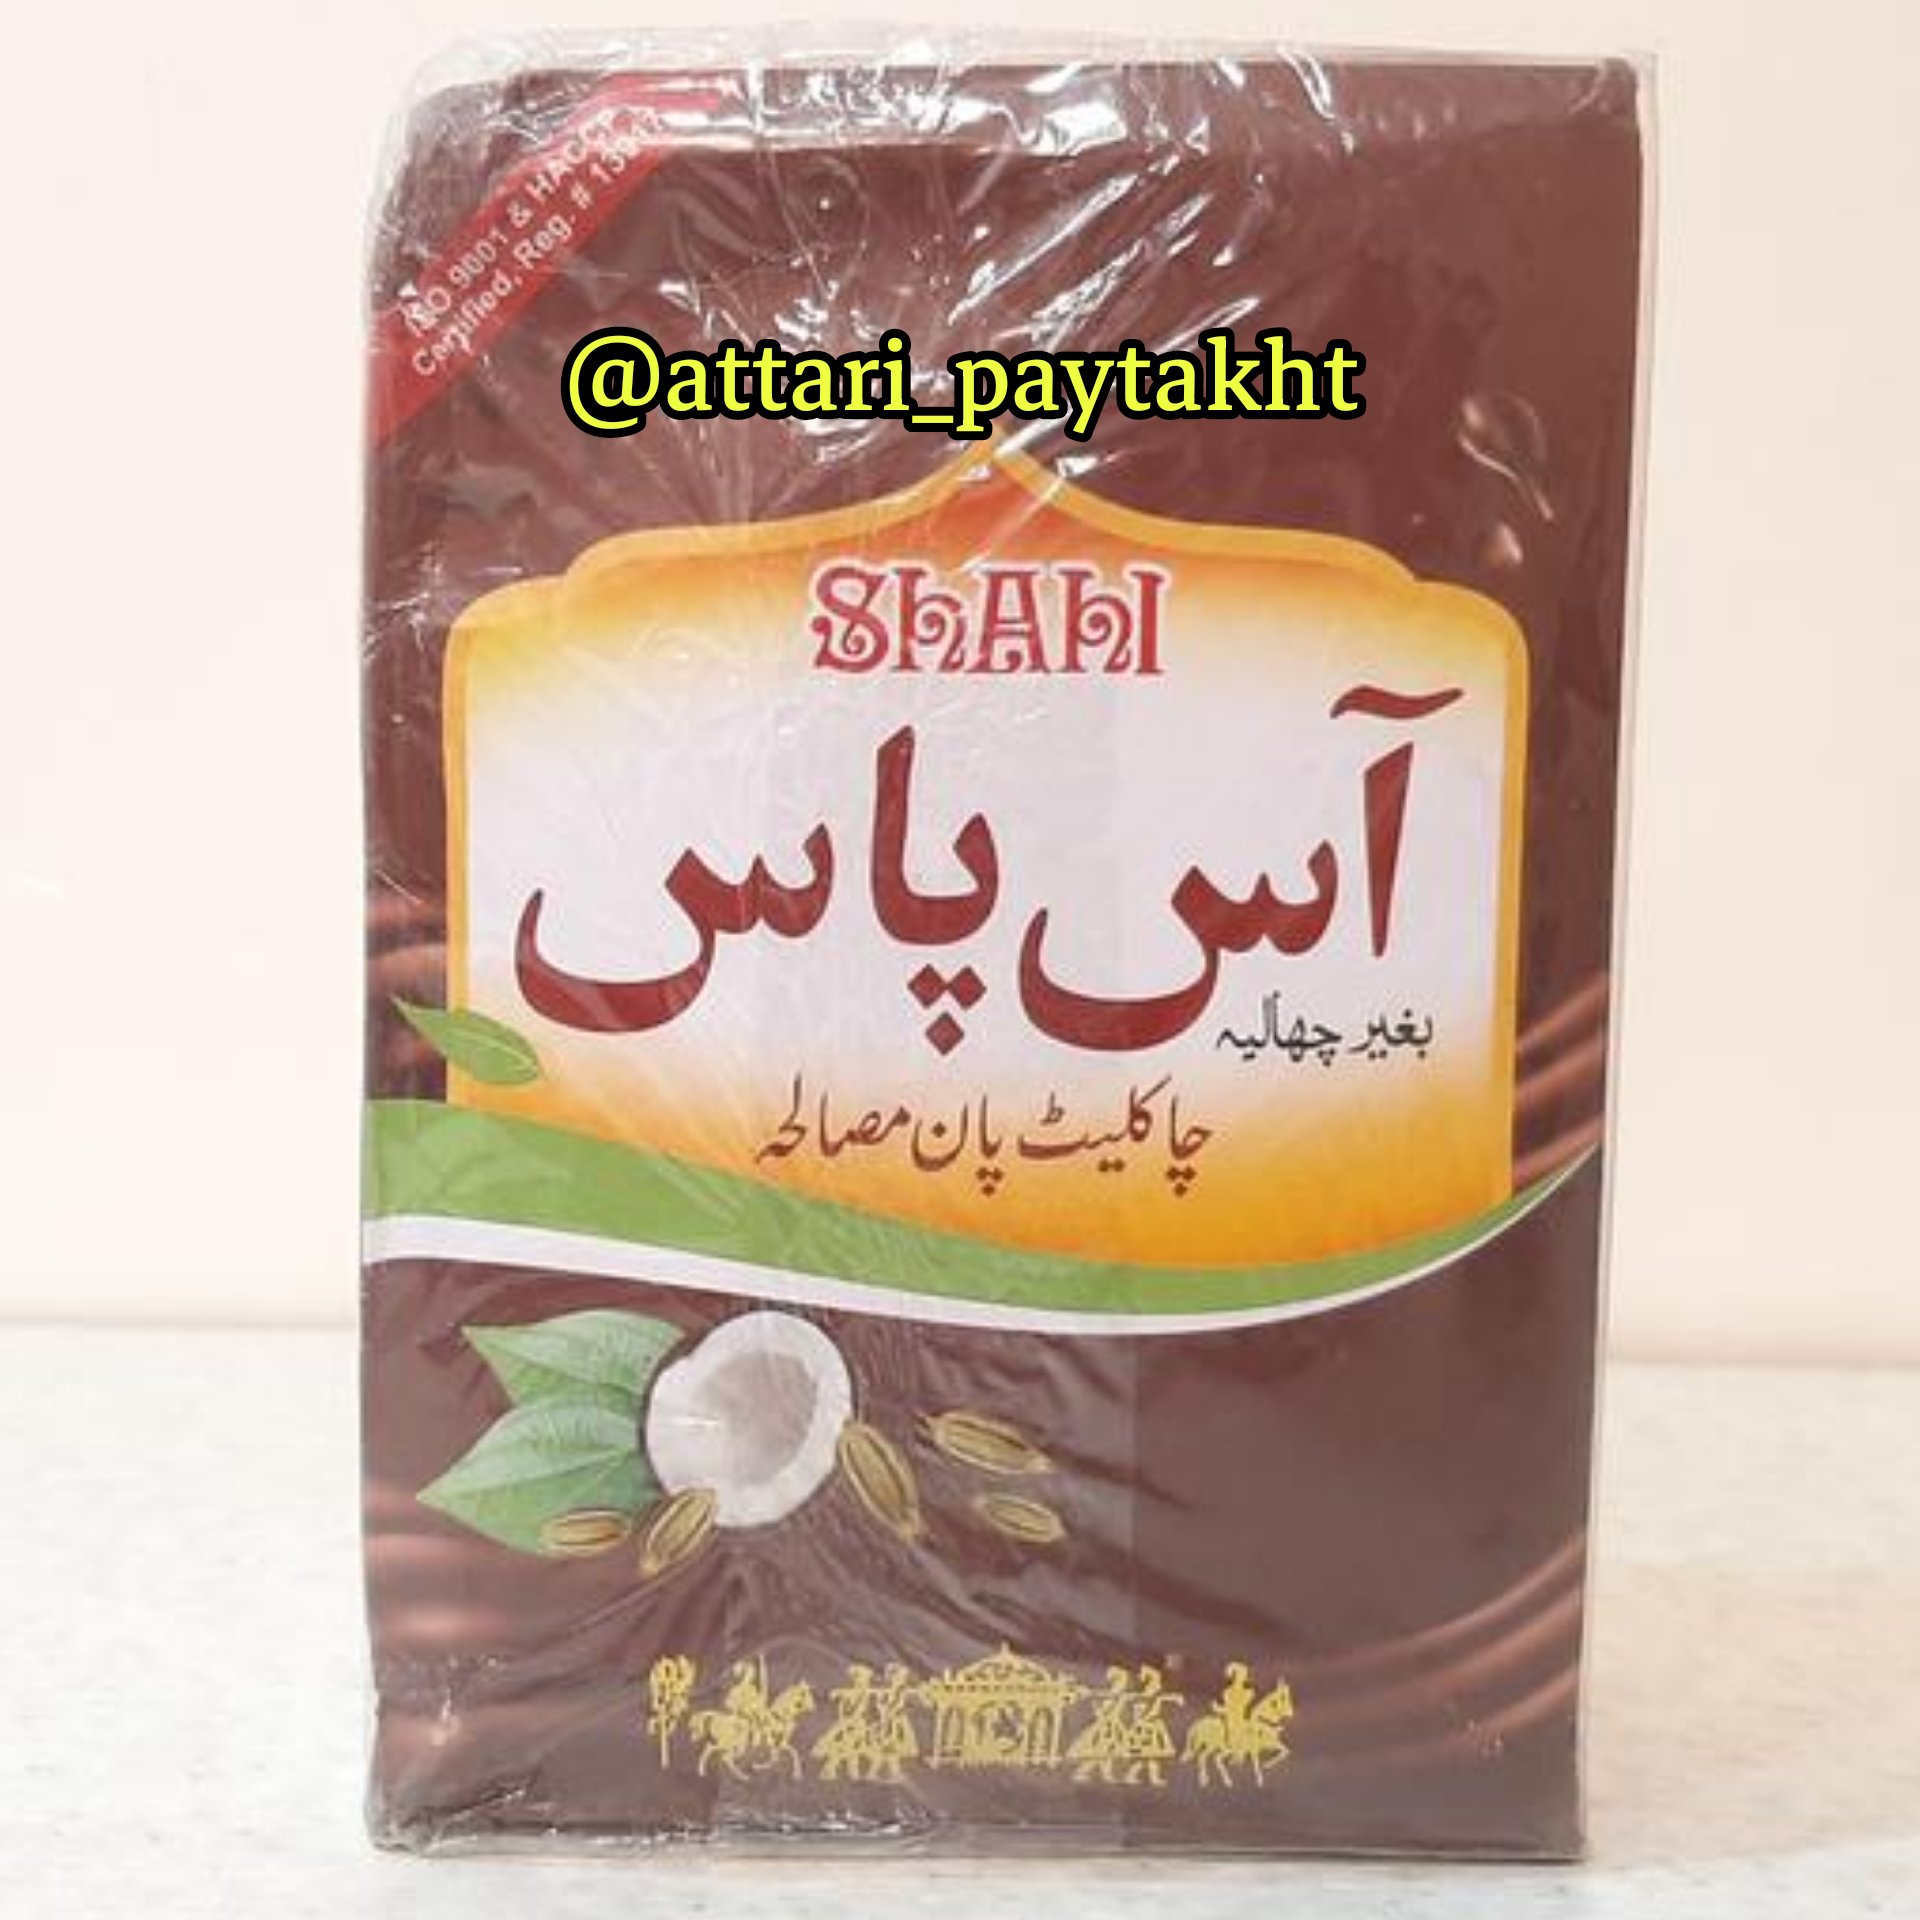 ISO 9001 & HACCP
Certified, Reg. #
@attari_paytakht
SHAHI
آس پاس
بغیر چھالیہ
چاکلیٹ پان مصالحہ